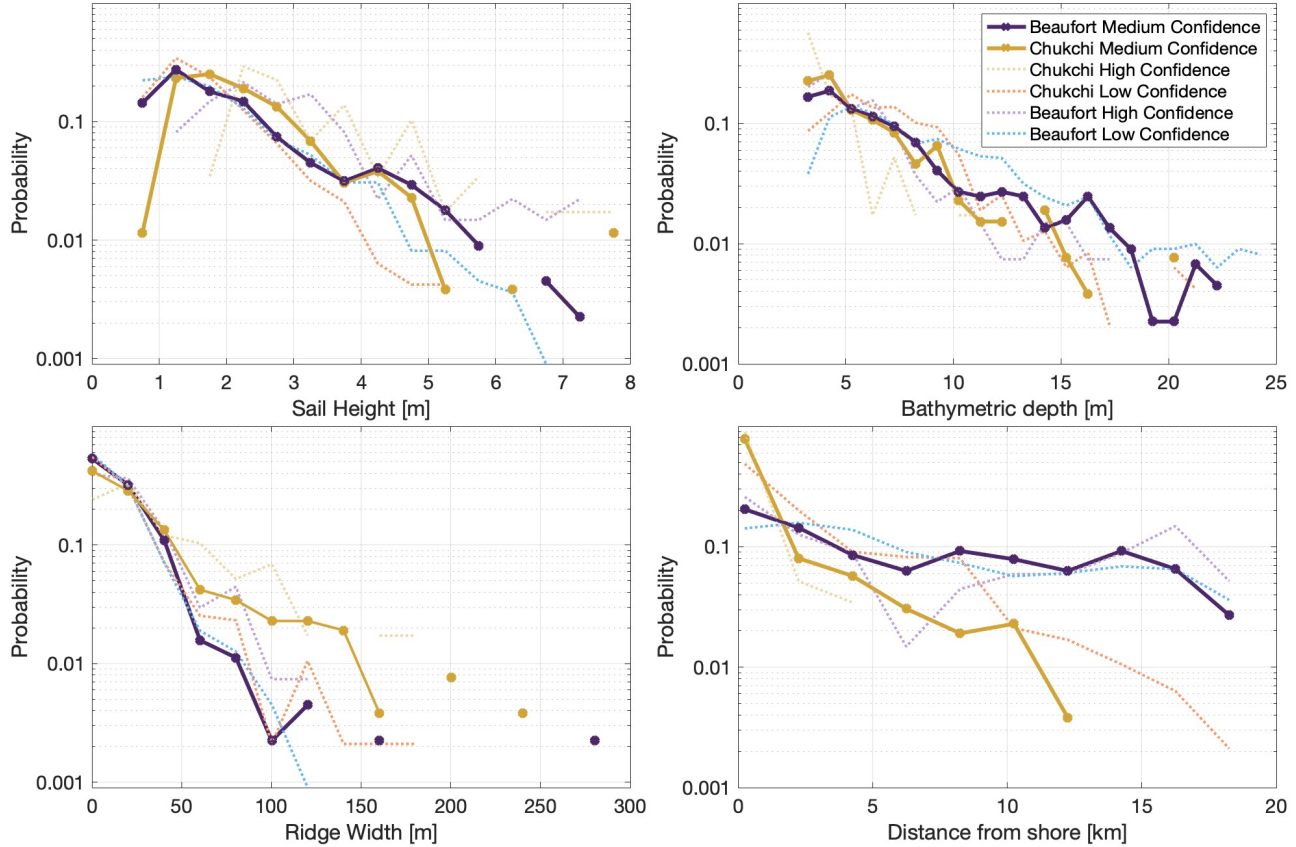 Probability
0.1
0.01
0.001
0
1
2
3
4
5
6
7
8
Sail Height [m]
Probability
0.1
0.01
0.001
0
5
10
15
20
25
Bathymetric depth [m]
Beaufort Medium Confidence
Chukchi Medium Confidence
Chukchi High Confidence
Chukchi Low Confidence
Beaufort High Confidence
Beaufort Low Confidence
Probability
0.1
0.01
0.001
0
50
100
150
200
250
300
Ridge Width [m]
Probability
0.1
0.01
0.001
0
5
10
15
20
Distance from shore [km]